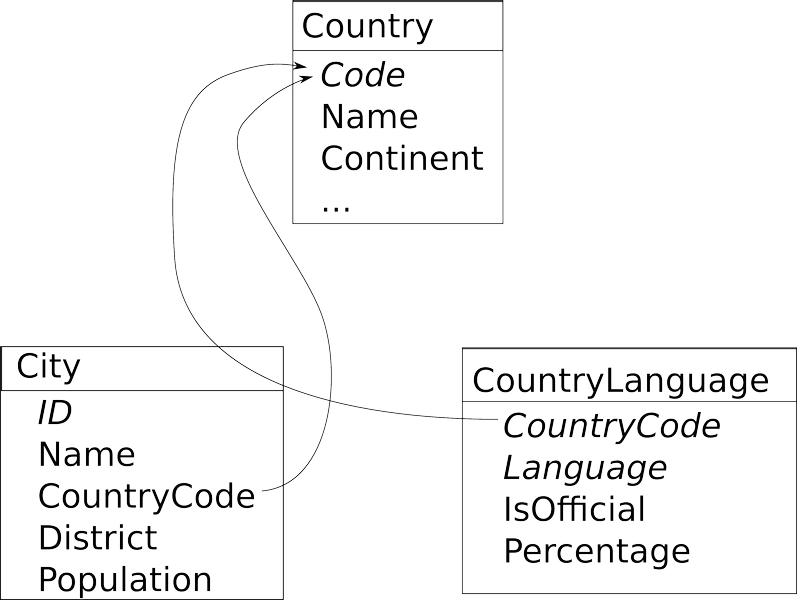 Country
Code
Name
Continent
...
City
ID
Name
CountryCode
District
Population
CountryLanguage
CountryCode
Language
IsOfficial
Percentage